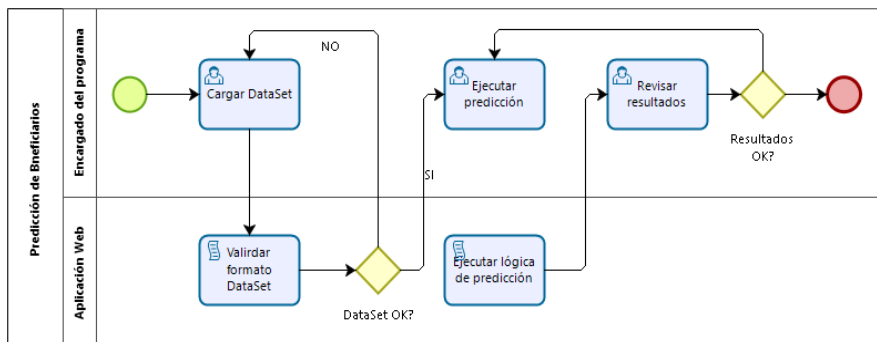 Predicción de Bneficiarios
Encargado del programa
NO
Cargar DataSet
Ejecutar
predicción
Revisar
resultados
Resultados
OK?
SI
Aplicación Web
Valirdar
formato
DataSet
DataSet OK?
Ejecutar lógica
de predicción